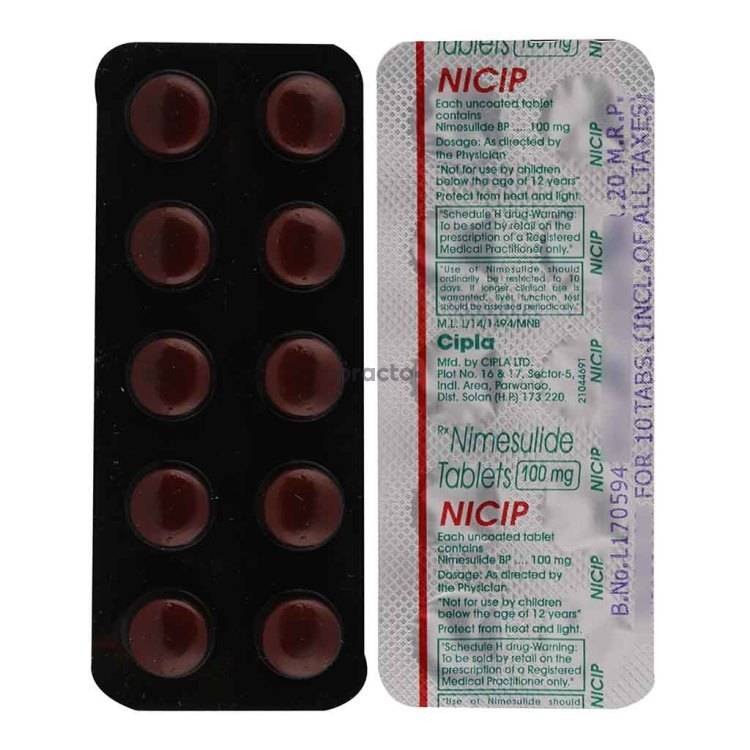 Tablets 100 mg
NICIP
Each uncoated tablet
contains
Nimesulide BP .... 100 mg
Dosage: As directed by
the Physician
"Not for use by children
below the age of 12 years"
Protect from heat and light.
"Schedule H drug-Warning:
To be sold by retail on the
prescription of a Registered
Medical Practitioner only."
"Use of Nimesulide should
ordinarily be restricted to 10
days. If longer clinical use is
warranted, liver function test
should be assessed periodically."
M.L. L/14/1494/MNB
Cipla
Mfd. by CIPLA LTD.
Plot No. 16 & 17, Sector-5,
Indl. Area, Parwanoo,
Dist. Solan (H.P.) 173 220
21044691
Rx Nimesulide
Tablets 100 mg
NICIP
Each uncoated tablet
contains
Nimesulide BP .... 100 mg
Dosage: As directed by
the Physician
"Not for use by children
below the age of 12 years"
Protect from heat and light.
"Schedule H drug-Warning:
To be sold by retail on the
prescription of a Registered
Medical Practitioner only."
"Use of Nimesulide should
NICIP
NICIP
NICIP
NICIP
NICIP
NICIP
B.No.L170594
.20 M.R.P.
FOR 10 TABS.(INCL.OF ALL TAXES)
practo